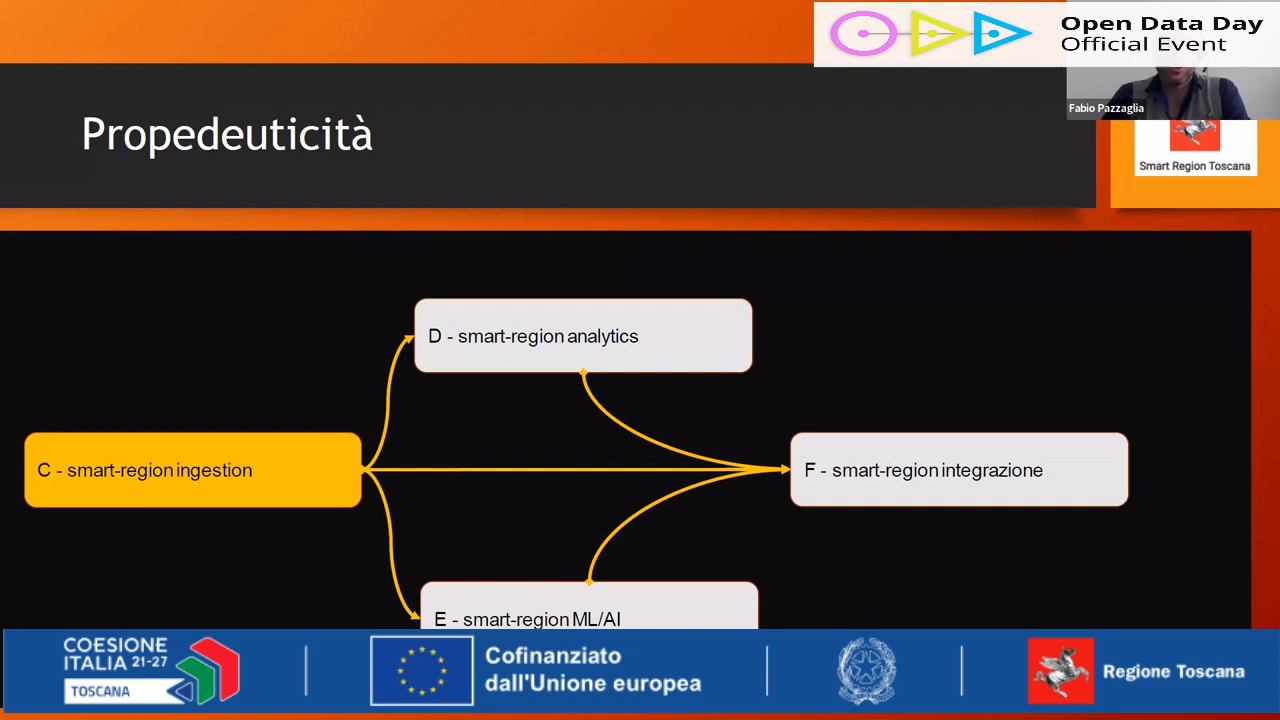 Open Data Day
Official Event
Fabio Pazzaglia
Propedeuticità
Smart Region Toscana
D - smart-region analytics
C - smart-region ingestion
F - smart-region integrazione
E - smart-region ML/AI
COESIONE
ITALIA 21-27
TOSCANA
Cofinanziato
dall'Unione europea
Regione Toscana